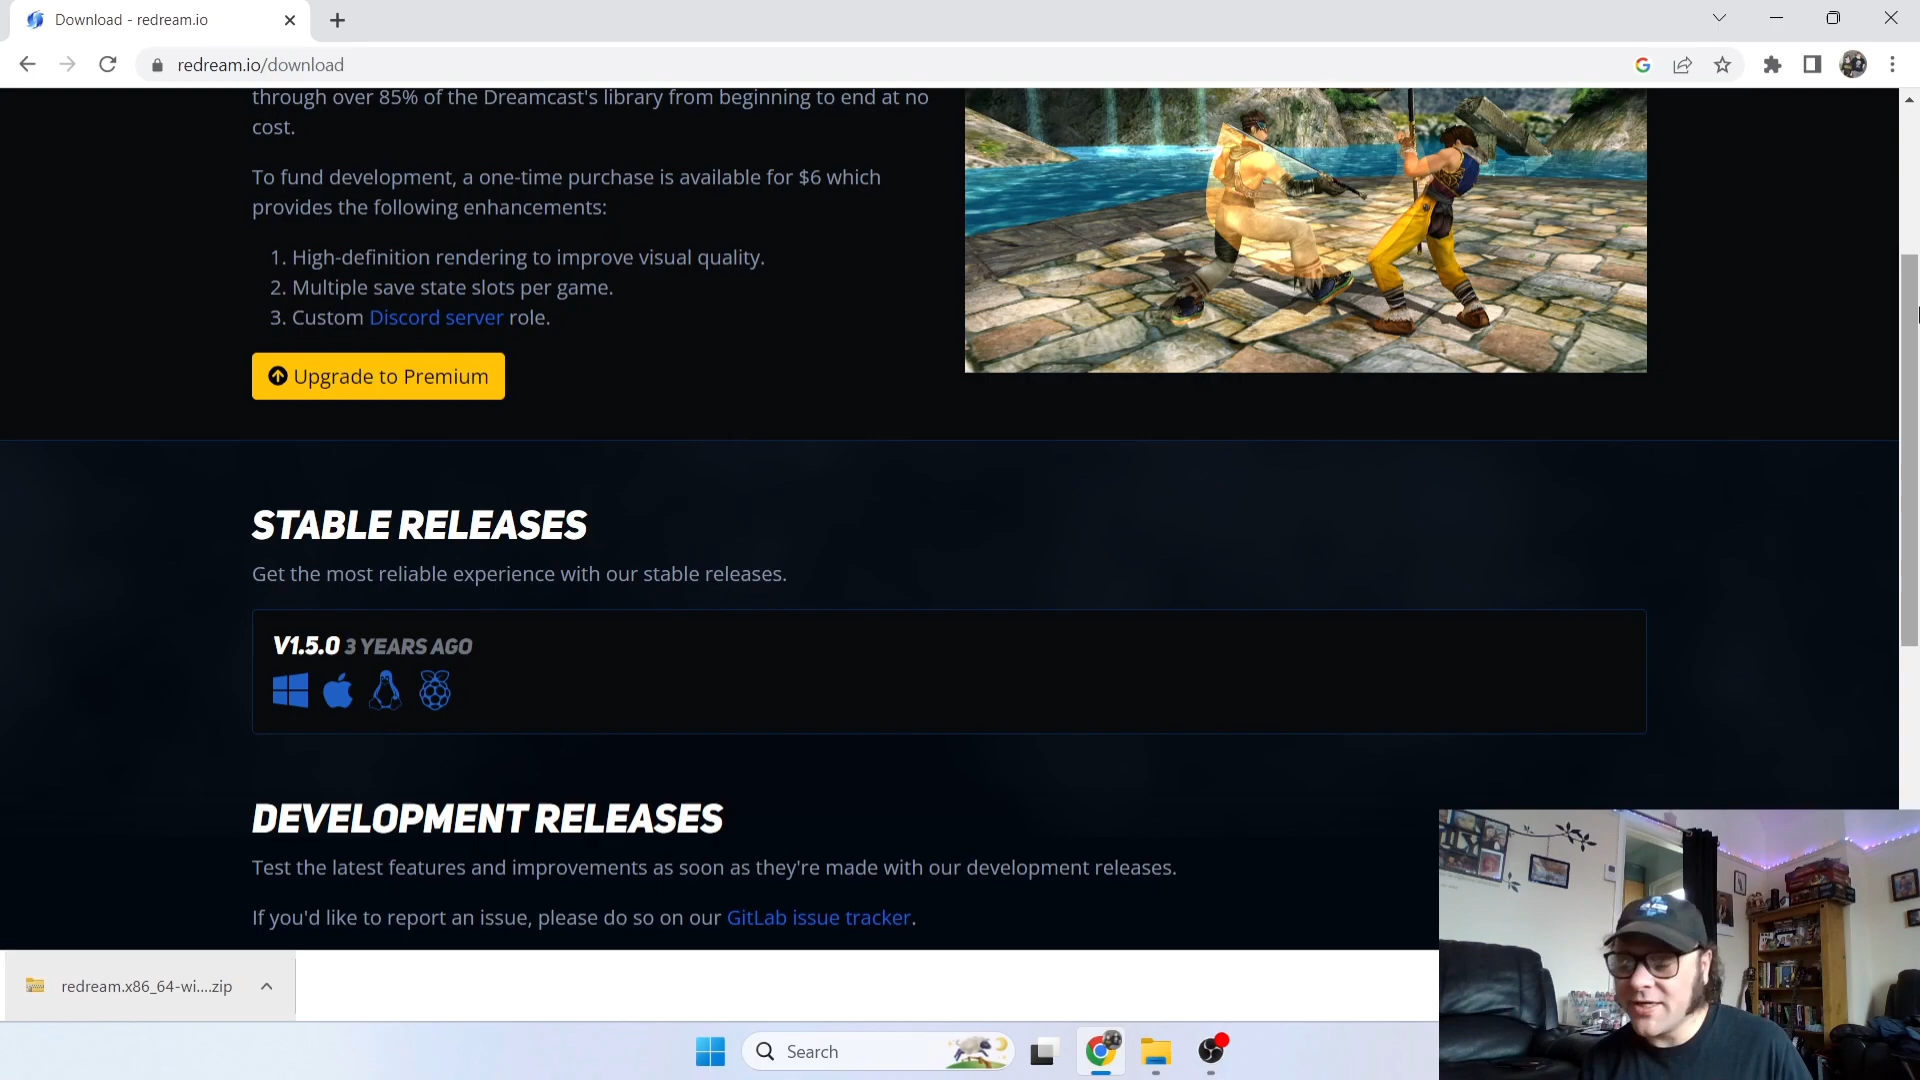 Download - redream.io
redream.io/download
through over 85% of the Dreamcast's library from beginning to end at no
cost.
To fund development, a one-time purchase is available for $6 which
provides the following enhancements:
1. High-definition rendering to improve visual quality.
2. Multiple save state slots per game.
3. Custom Discord server role.
Upgrade to Premium
STABLE RELEASES
Get the most reliable experience with our stable releases.
V1.5.0 3 YEARS AGO
DEVELOPMENT RELEASES
Test the latest features and improvements as soon as they're made with our development releases.
If you'd like to report an issue, please do so on our GitLab issue tracker.
redream.x86_64-wi....zip
Search